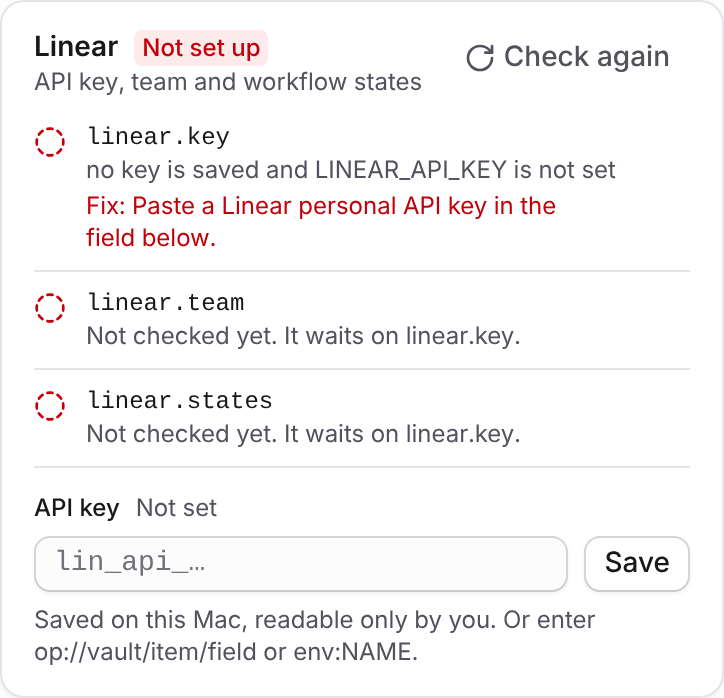 Linear Not set up
Check again
API key, team and workflow states
linear.key
no key is saved and LINEAR_API_KEY is not set
Fix: Paste a Linear personal API key in the
field below.
linear.team
Not checked yet. It waits on linear.key.
linear.states
Not checked yet. It waits on linear.key.
API key Not set
lin_api_…
Save
Saved on this Mac, readable only by you. Or enter
op://vault/item/field or env:NAME.